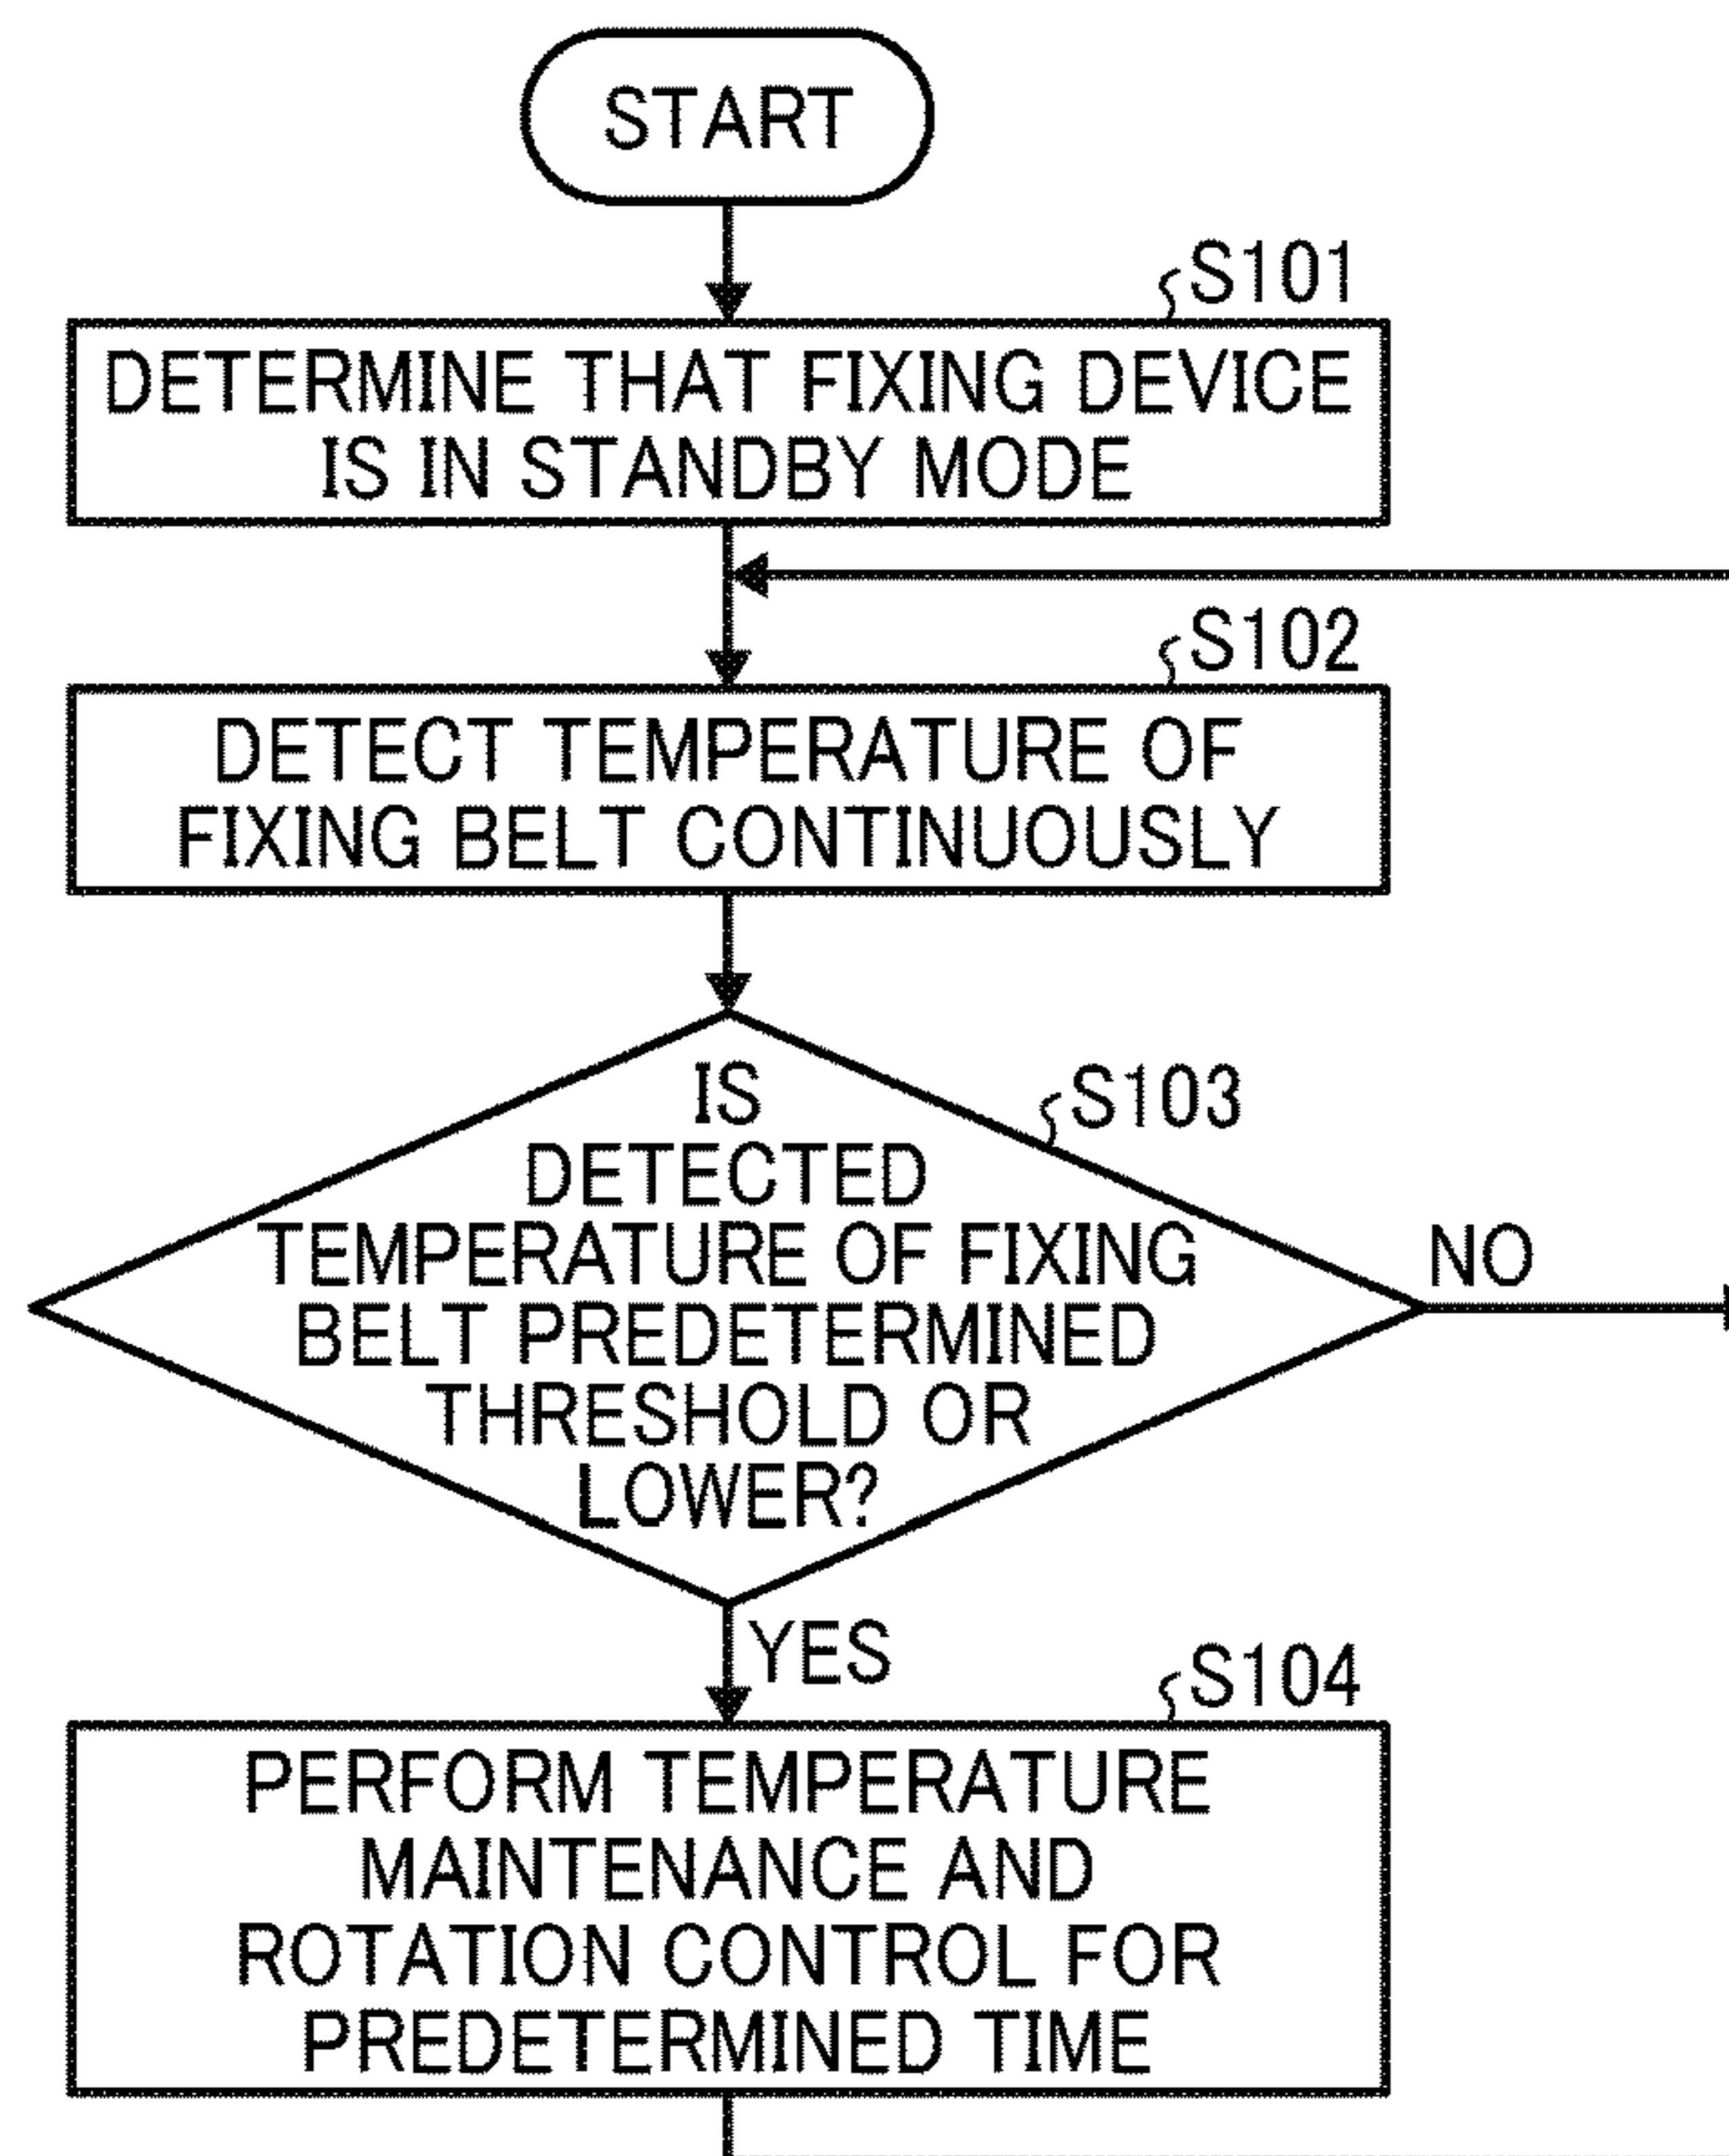 START
S101
DETERMINE THAT FIXING DEVICE
IS IN STANDBY MODE
S102
DETECT TEMPERATURE OF
FIXING BELT CONTINUOUSLY
S103
IS
DETECTED
TEMPERATURE OF FIXING
BELT PREDETERMINED
THRESHOLD OR
LOWER?
NO
YES
S104
PERFORM TEMPERATURE
MAINTENANCE AND
ROTATION CONTROL FOR
PREDETERMINED TIME